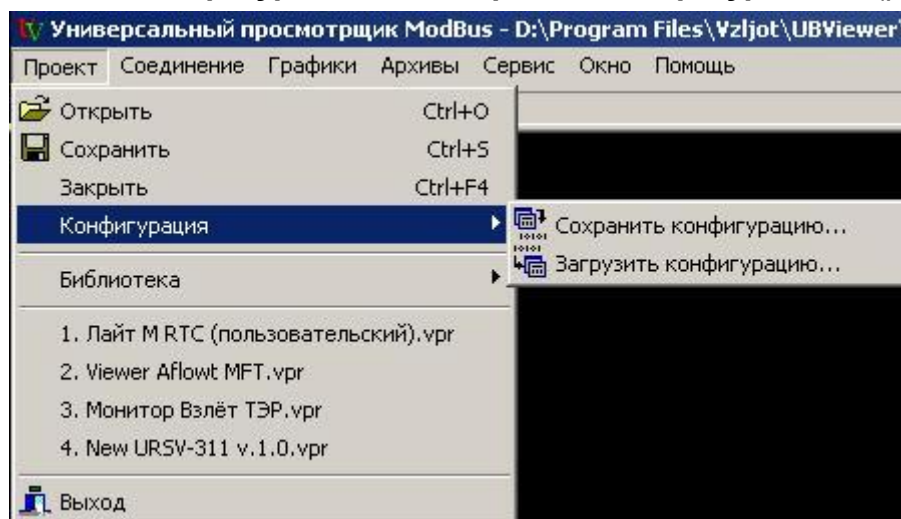 Универсальный просмотрщик ModBus - D:\Program Files\Vzljot\UBViewer\
Проект Соединение Графики Архивы Сервис Окно Помощь
Открыть Ctrl+O
Сохранить Ctrl+S
Закрыть Ctrl+F4
Конфигурация
Сохранить конфигурацию...
Загрузить конфигурацию...
Библиотека
1. Лайт М RTC (пользовательский).vpr
2. Viewer Aflowt MFT.vpr
3. Монитор Взлёт ТЭР.vpr
4. New URSV-311 v.1.0.vpr
Выход